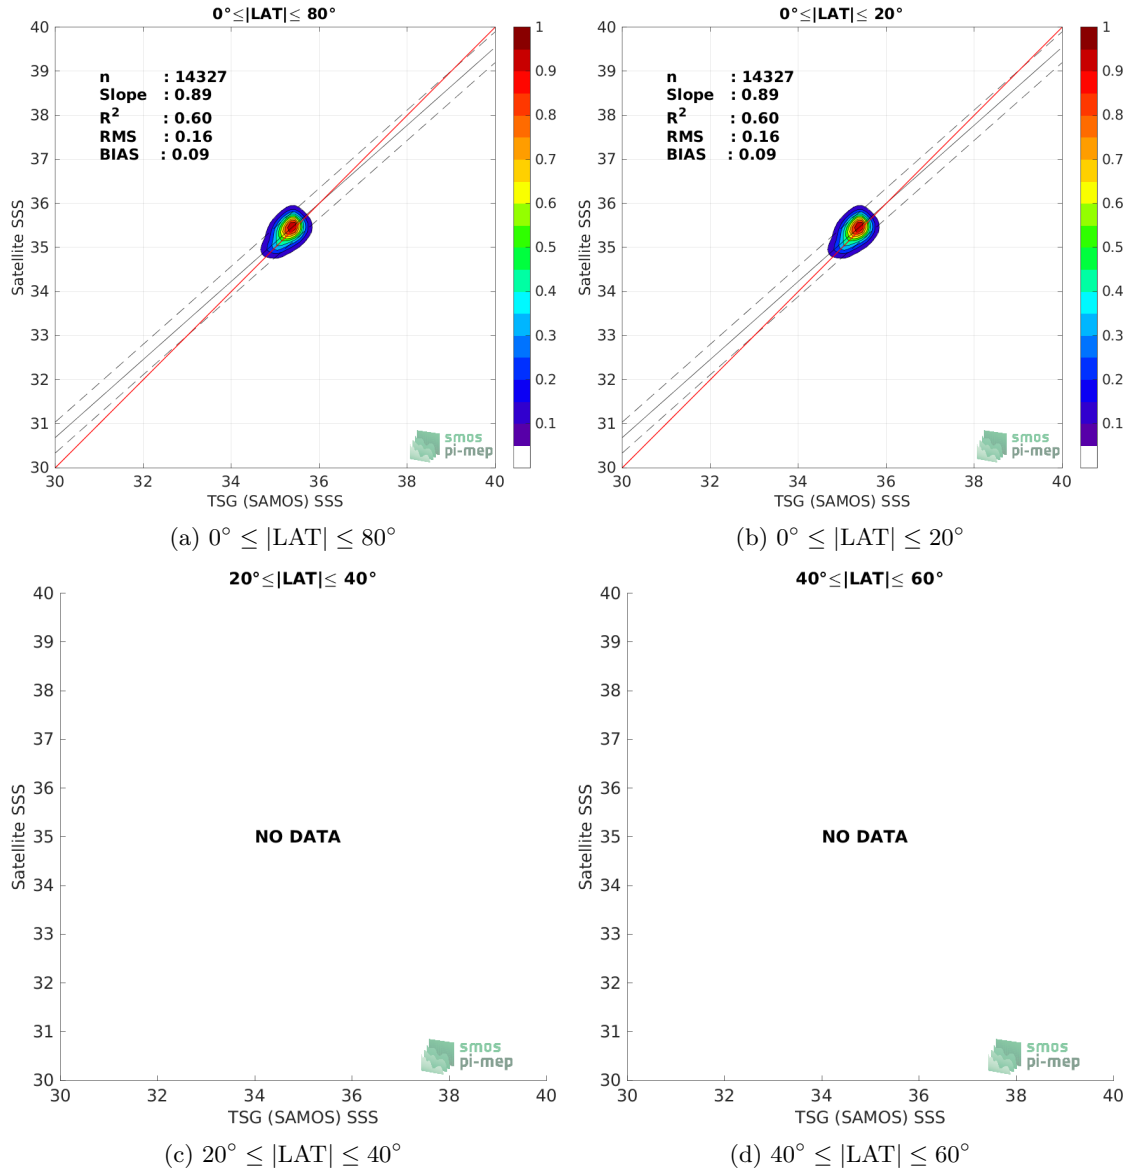 0°≤|LAT|≤ 80°
40
39
38
37
36
35
34
33
32
31
30
Satellite SSS
n : 14327
Slope : 0.89
R² : 0.60
RMS : 0.16
BIAS : 0.09
smos
pi-mep
30 32 34 36 38 40
TSG (SAMOS) SSS
1
0.9
0.8
0.7
0.6
0.5
0.4
0.3
0.2
0.1
(a) 0° ≤ |LAT| ≤ 80°
0°≤|LAT|≤ 20°
40
39
38
37
36
35
34
33
32
31
30
Satellite SSS
n : 14327
Slope : 0.89
R² : 0.60
RMS : 0.16
BIAS : 0.09
smos
pi-mep
30 32 34 36 38 40
TSG (SAMOS) SSS
1
0.9
0.8
0.7
0.6
0.5
0.4
0.3
0.2
0.1
(b) 0° ≤ |LAT| ≤ 20°
20°≤|LAT|≤ 40°
40
39
38
37
36
35
34
33
32
31
30
Satellite SSS
NO DATA
smos
pi-mep
30 32 34 36 38 40
TSG (SAMOS) SSS
(c) 20° ≤ |LAT| ≤ 40°
40°≤|LAT|≤ 60°
40
39
38
37
36
35
34
33
32
31
30
Satellite SSS
NO DATA
smos
pi-mep
30 32 34 36 38 40
TSG (SAMOS) SSS
(d) 40° ≤ |LAT| ≤ 60°